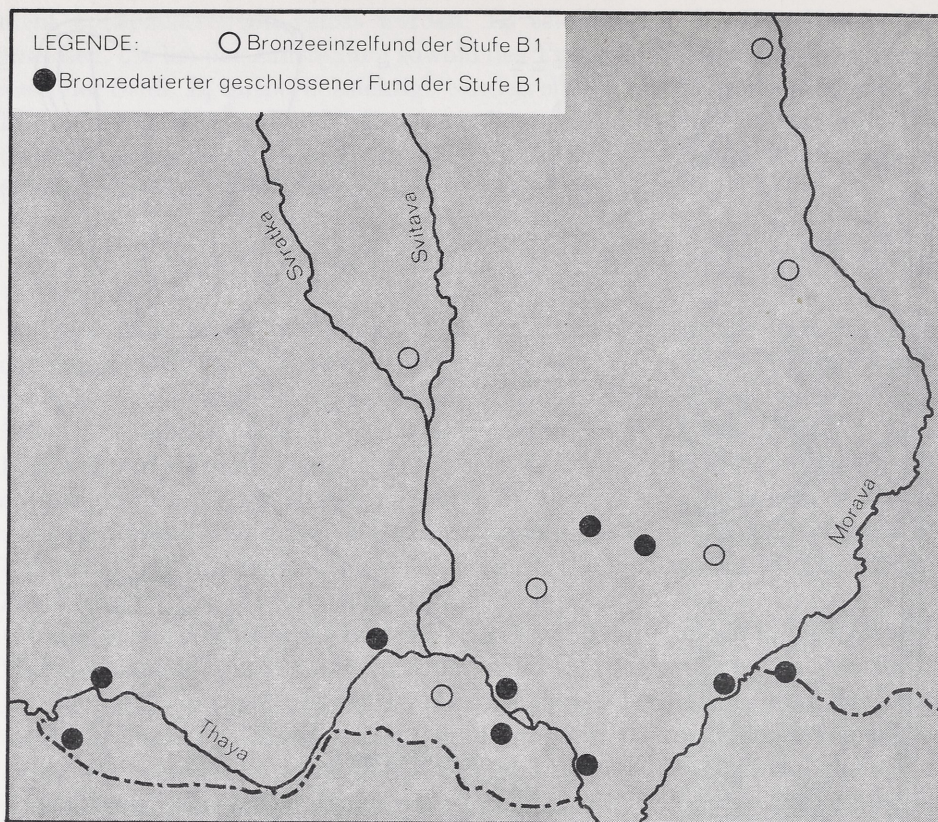 LEGENDE: Bronzeeinzelfund der Stufe B1
Bronzedatierter geschlossener Fund der Stufe B1
Svratka
Svitava
Morava
Thaya